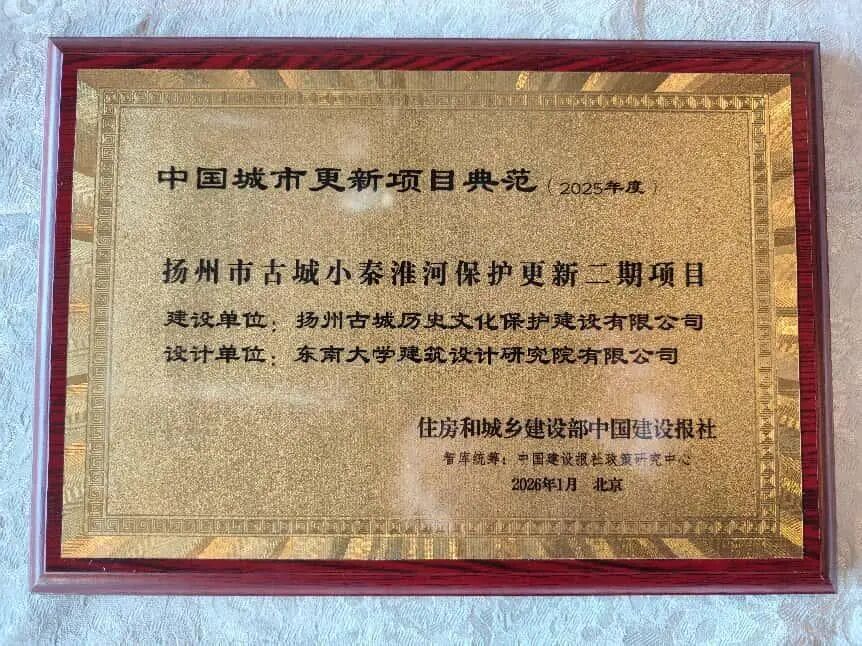 中国城市更新项目典范（2025年度）
扬州市古城小秦淮河保护更新二期项目
建设单位：扬州古城历史文化保护建设有限公司
设计单位：东南大学建筑设计研究院有限公司
住房和城乡建设部中国建设报社
智库统筹：中国建设报社政策研究中心
2026年1月 北京